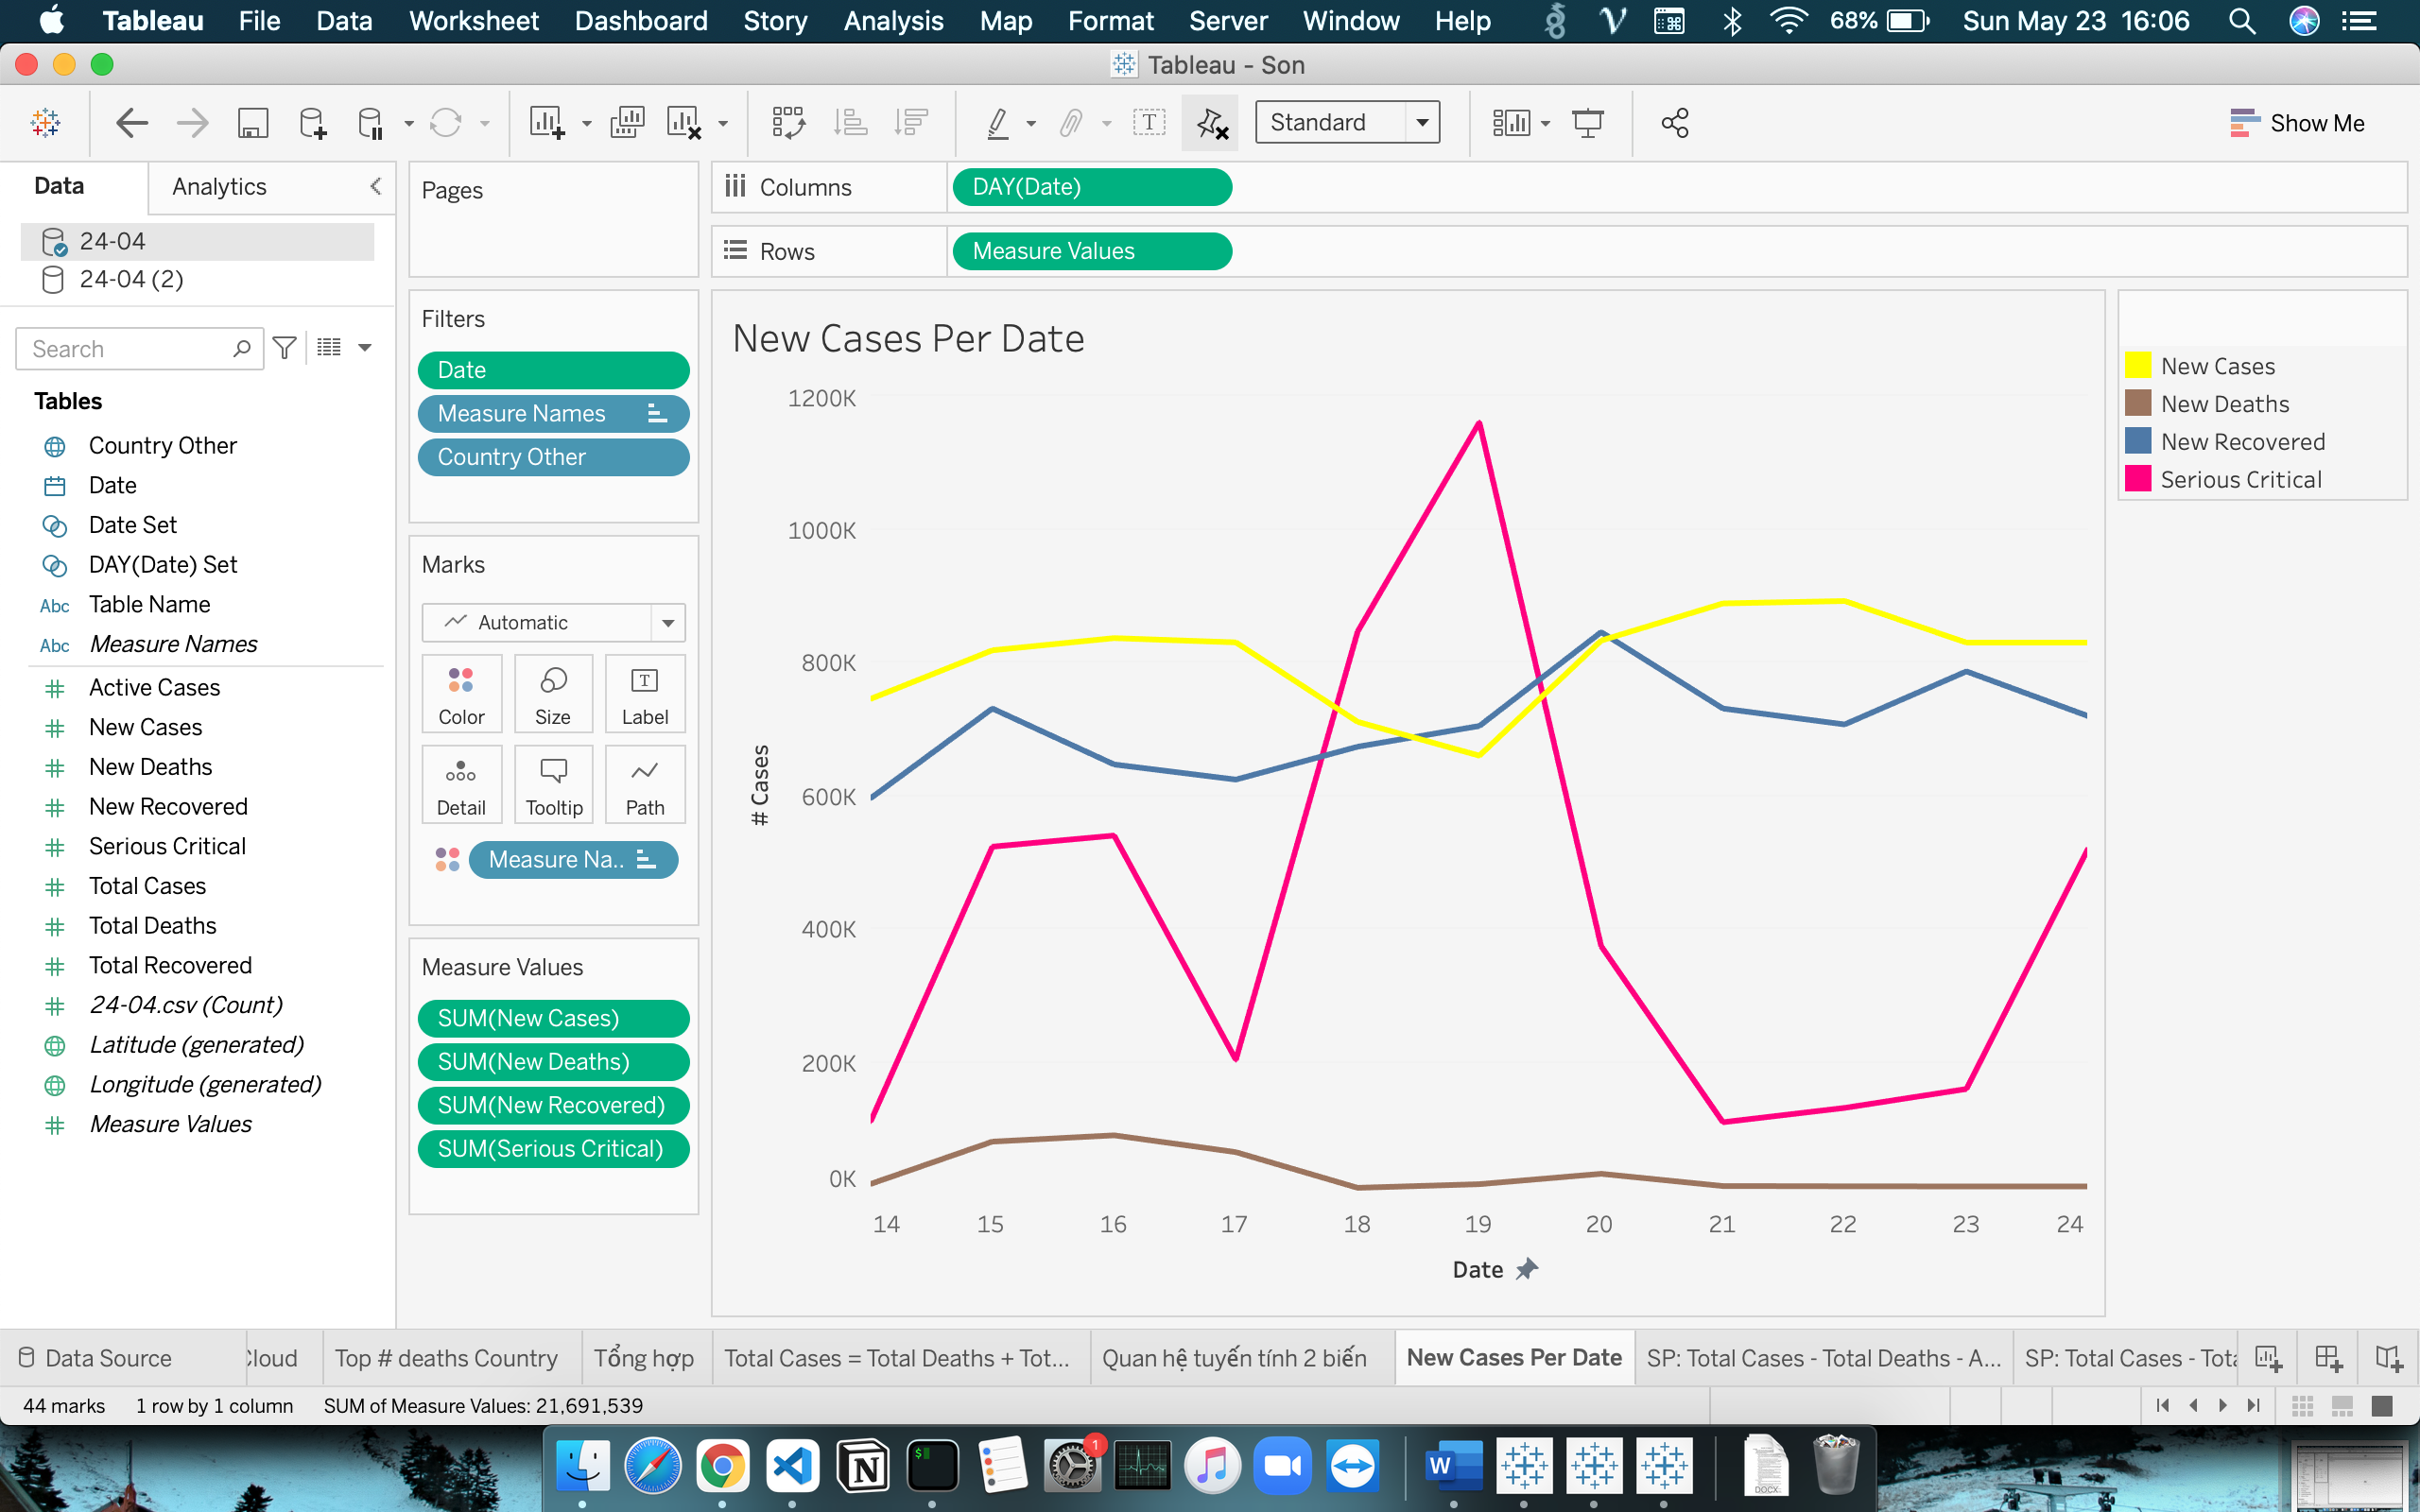 Tableau File Data Worksheet Dashboard Story Analysis Map Format Server Window Help 68% Sun May 23 16:06
Tableau - Son
Standard
Show Me
Data Analytics
24-04
24-04 (2)
Search
Tables
Country Other
Date
Date Set
DAY(Date) Set
Abc Table Name
Abc Measure Names
Active Cases
New Cases
New Deaths
New Recovered
Serious Critical
Total Cases
Total Deaths
Total Recovered
24-04.csv (Count)
Latitude (generated)
Longitude (generated)
Measure Values
Pages
Filters
Date
Measure Names
Country Other
Marks
Automatic
Color Size Label
Detail Tooltip Path
Measure Na..
Measure Values
SUM(New Cases)
SUM(New Deaths)
SUM(New Recovered)
SUM(Serious Critical)
Columns DAY(Date)
Rows Measure Values
New Cases Per Date
1200K
1000K
800K
600K
400K
200K
0K
# Cases
14 15 16 17 18 19 20 21 22 23 24
Date
New Cases
New Deaths
New Recovered
Serious Critical
Data Source Cloud Top # deaths Country Tổng hợp Total Cases = Total Deaths + Tot... Quan hệ tuyến tính 2 biến New Cases Per Date SP: Total Cases - Total Deaths - A... SP: Total Cases - Tota
44 marks 1 row by 1 column SUM of Measure Values: 21,691,539
1
W
DOCX